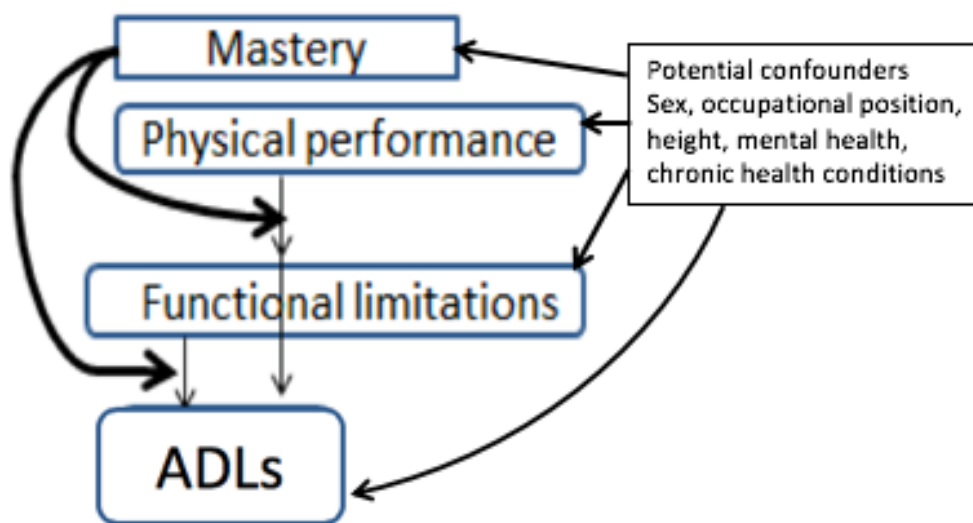 Mastery
Potential confounders
Sex, occupational position,
height, mental health,
chronic health conditions
Physical performance
Functional limitations
ADLs